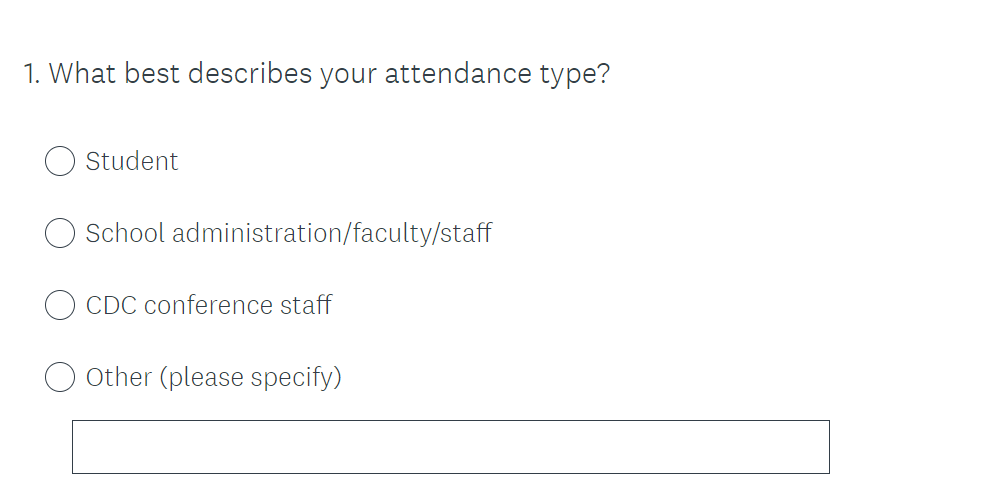 1. What best describes your attendance type?
Student
School administration/faculty/staff
CDC conference staff
Other (please specify)